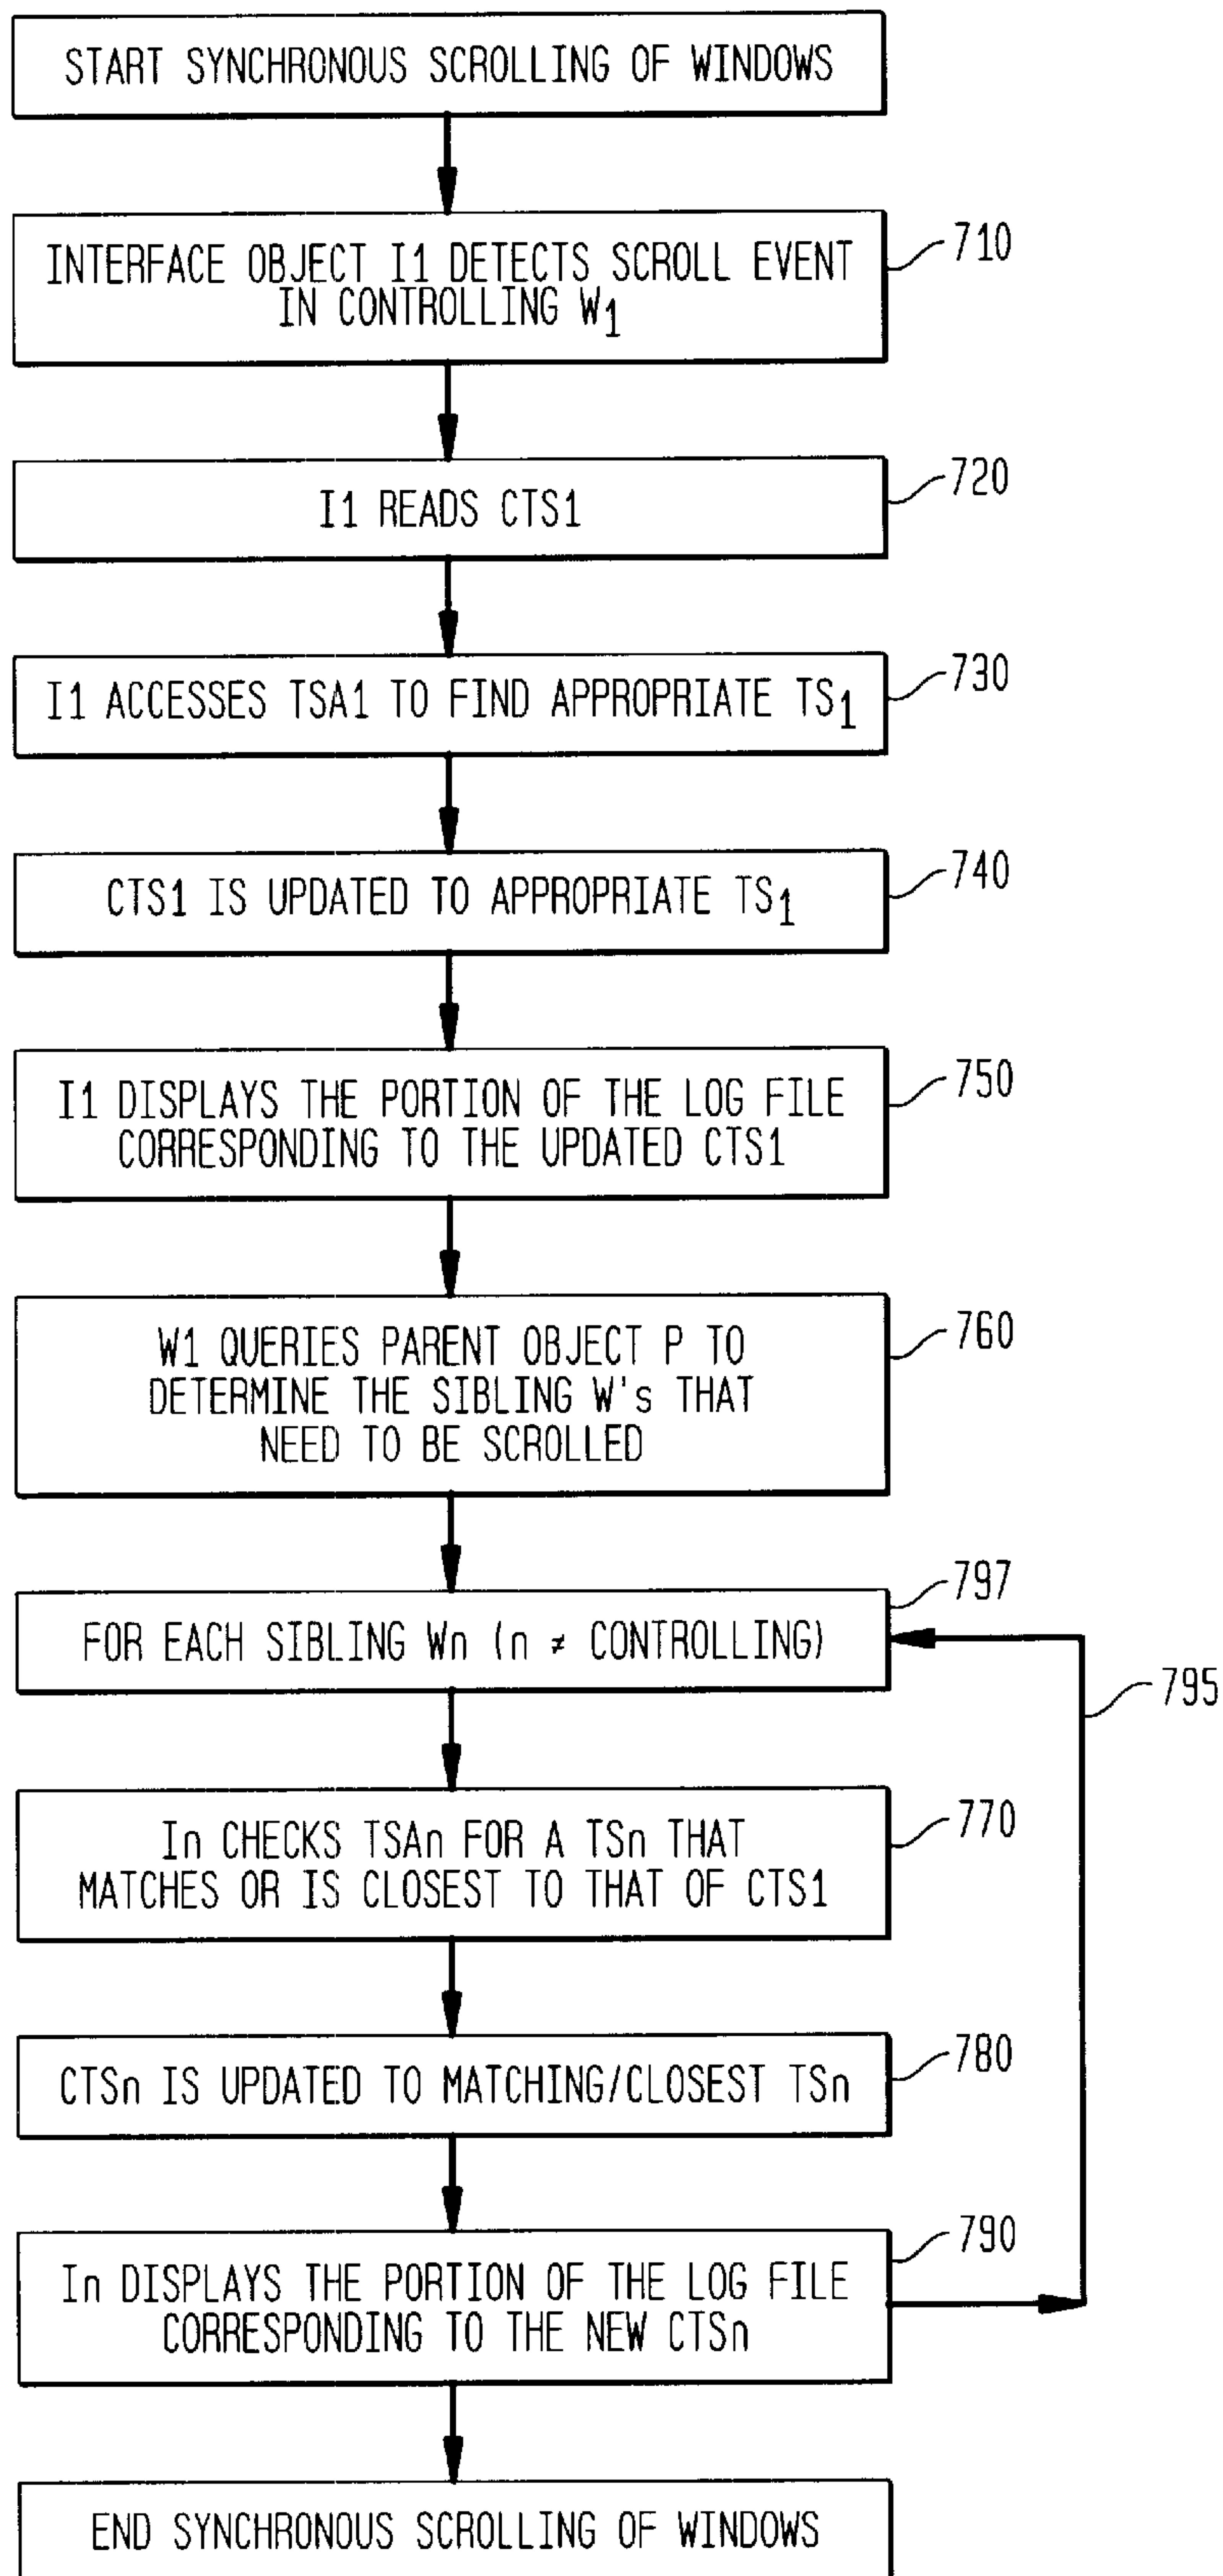 START SYNCHRONOUS SCROLLING OF WINDOWS
INTERFACE OBJECT I1 DETECTS SCROLL EVENT
IN CONTROLLING W1
710
I1 READS CTS1
720
I1 ACCESSES TSA1 TO FIND APPROPRIATE TS1
730
CTS1 IS UPDATED TO APPROPRIATE TS1
740
I1 DISPLAYS THE PORTION OF THE LOG FILE
CORRESPONDING TO THE UPDATED CTS1
750
W1 QUERIES PARENT OBJECT P TO
DETERMINE THE SIBLING W's THAT
NEED TO BE SCROLLED
760
FOR EACH SIBLING Wn (n ≠ CONTROLLING)
797
795
In CHECKS TSAn FOR A TSn THAT
MATCHES OR IS CLOSEST TO THAT OF CTS1
770
CTSn IS UPDATED TO MATCHING/CLOSEST TSn
780
In DISPLAYS THE PORTION OF THE LOG FILE
CORRESPONDING TO THE NEW CTSn
790
END SYNCHRONOUS SCROLLING OF WINDOWS